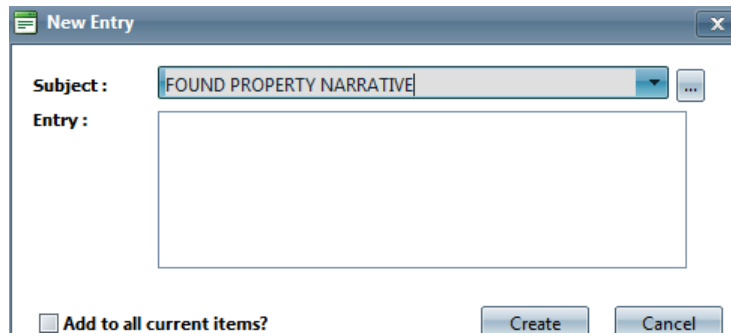 New Entry
x
Subject : FOUND PROPERTY NARRATIVE ...
Entry :
Add to all current items? Create Cancel